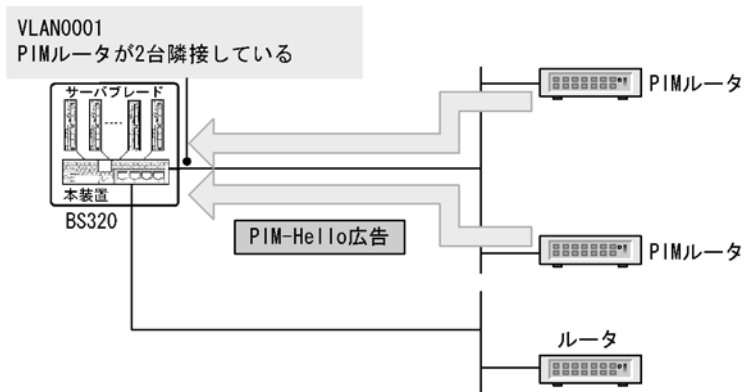 VLAN0001
PIMルータが2台隣接している
サーバブレード
PIMルータ
本装置
BS320
PIM-Hello広告
PIMルータ
ルータ